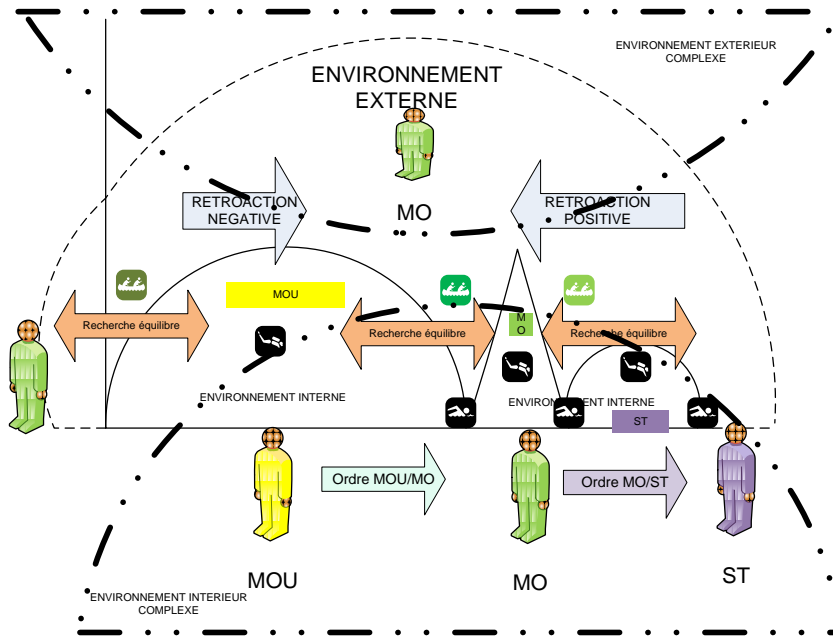 ENVIRONNEMENT EXTERIEUR
COMPLEXE
ENVIRONNEMENT
EXTERNE
MO
RETROACTION
NEGATIVE
RETROACTION
POSITIVE
MOU
M
O
Recherche équilibre
Recherche équilibre
Recherche équilibre
ENVIRONNEMENT INTERNE
ENVIRONNEMENT INTERNE
ST
Ordre MOU/MO
Ordre MO/ST
MOU
MO
ST
ENVIRONNEMENT INTERIEUR
COMPLEXE